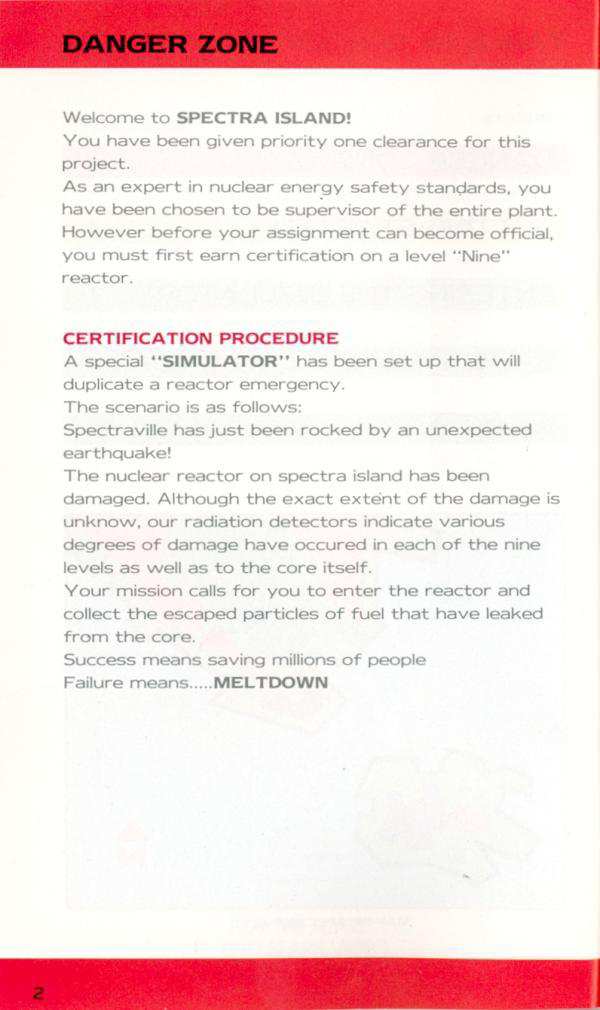 DANGER ZONE
Welcome to SPECTRA ISLAND!
You have been given priority one clearance for this
project.
As an expert in nuclear energy safety standards, you
have been chosen to be supervisor of the entire plant.
However before your assignment can become official,
you must first earn certification on a level "Nine"
reactor.
CERTIFICATION PROCEDURE
A special "SIMULATOR" has been set up that will
duplicate a reactor emergency.
The scenario is as follows:
Spectraville has just been rocked by an unexpected
earthquake!
The nuclear reactor on spectra island has been
damaged. Although the exact extent of the damage is
unknow, our radiation detectors indicate various
degrees of damage have occured in each of the nine
levels as well as to the core itself.
Your mission calls for you to enter the reactor and
collect the escaped particles of fuel that have leaked
from the core.
Success means saving millions of people
Failure means.....MELTDOWN
2